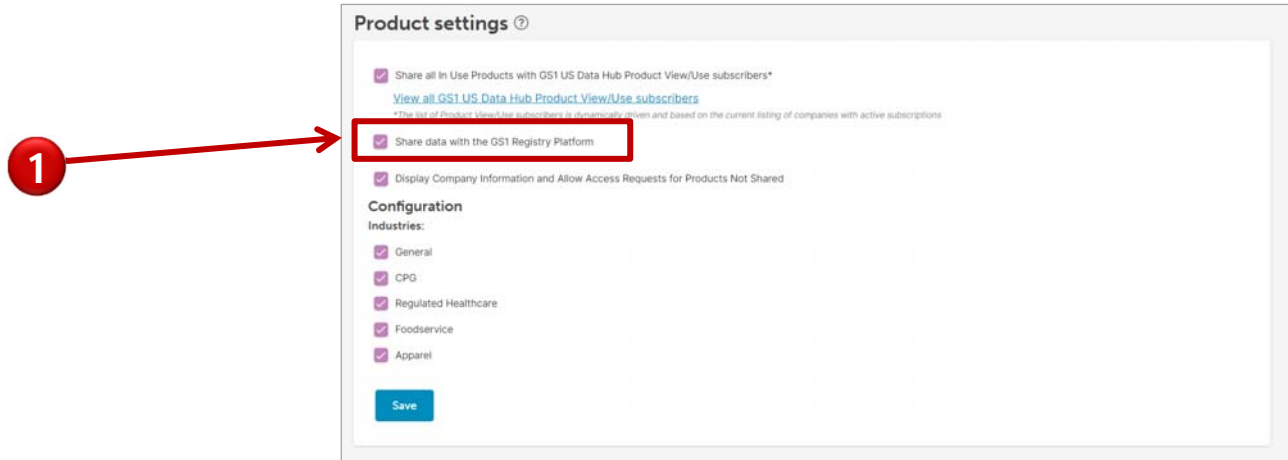 Product settings ?
Share all In Use Products with GS1 US Data Hub Product View/Use subscribers*
View all GS1 US Data Hub Product View/Use subscribers
*The list of Product View/Use subscribers is dynamically driven and based on the current listing of companies with active subscriptions
Share data with the GS1 Registry Platform
1
Display Company Information and Allow Access Requests for Products Not Shared
Configuration
Industries:
General
CPG
Regulated Healthcare
Foodservice
Apparel
Save